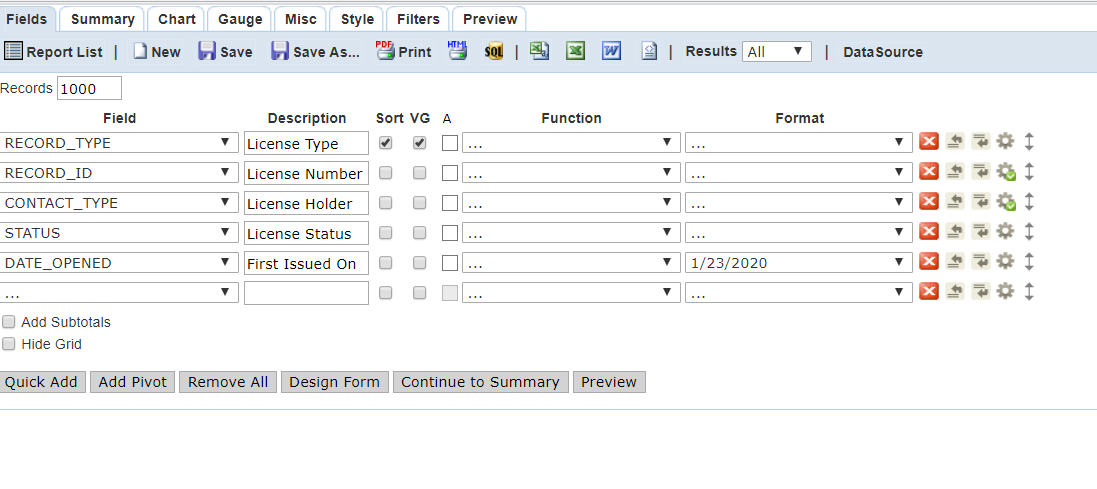 Fields Summary Chart Gauge Misc Style Filters Preview
Report List | New Save Save As... PDF Print HTML SQL | W | Results All | DataSource
Records 1000
Field Description Sort VG A Function Format
RECORD_TYPE License Type ... ...
RECORD_ID License Number ... ...
CONTACT_TYPE License Holder ... ...
STATUS License Status ... ...
DATE_OPENED First Issued On ... 1/23/2020
... ... ...
Add Subtotals
Hide Grid
Quick Add Add Pivot Remove All Design Form Continue to Summary Preview